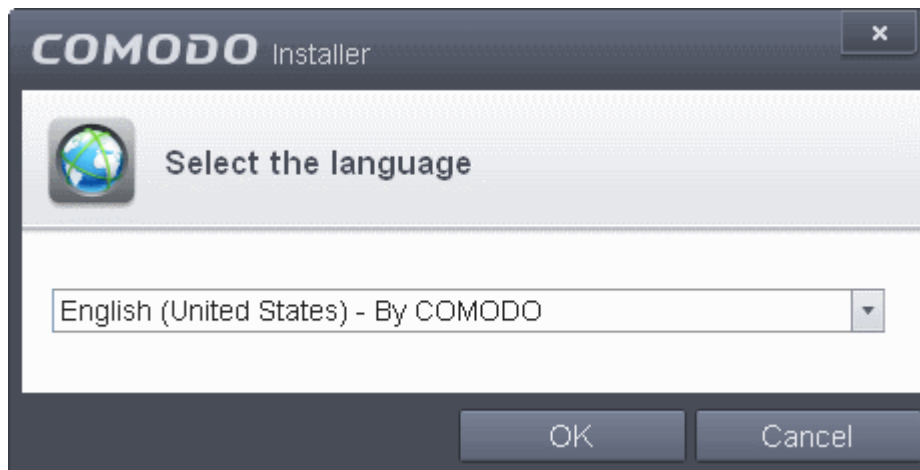 COMODO Installer
Select the language
English (United States) - By COMODO
OK
Cancel